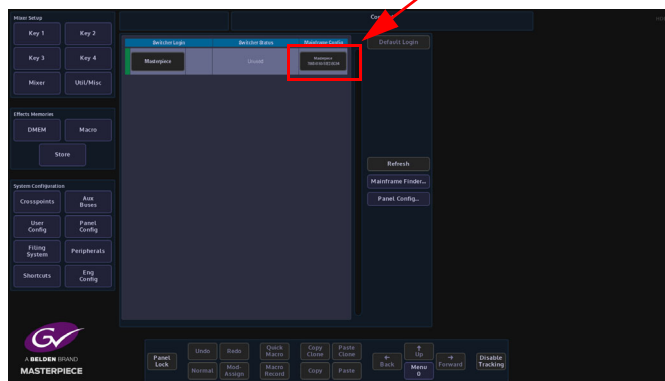 Mixer Setup
Key 1
Key 2
Key 3
Key 4
Mixer
Util/Misc
Effects Memories
DMEM
Macro
Store
System Configuration
Crosspoints
Aux
Buses
User
Config
Panel
Config
Filing
System
Peripherals
Shortcuts
Eng
Config
Gv
A BELDEN BRAND
MASTERPIECE
Switcher Login
Switcher Status
Mainframe Config
Masterpiece
Unused
Masterpiece
Default Login
Refresh
Mainframe Finder...
Panel Config...
Panel
Lock
Undo
Redo
Quick
Macro
Copy
Clone
Paste
Clone
Normal
Mod-
Assign
Macro
Record
Copy
Paste
←
Back
↑
Up
Menu
0
→
Forward
Disable
Tracking